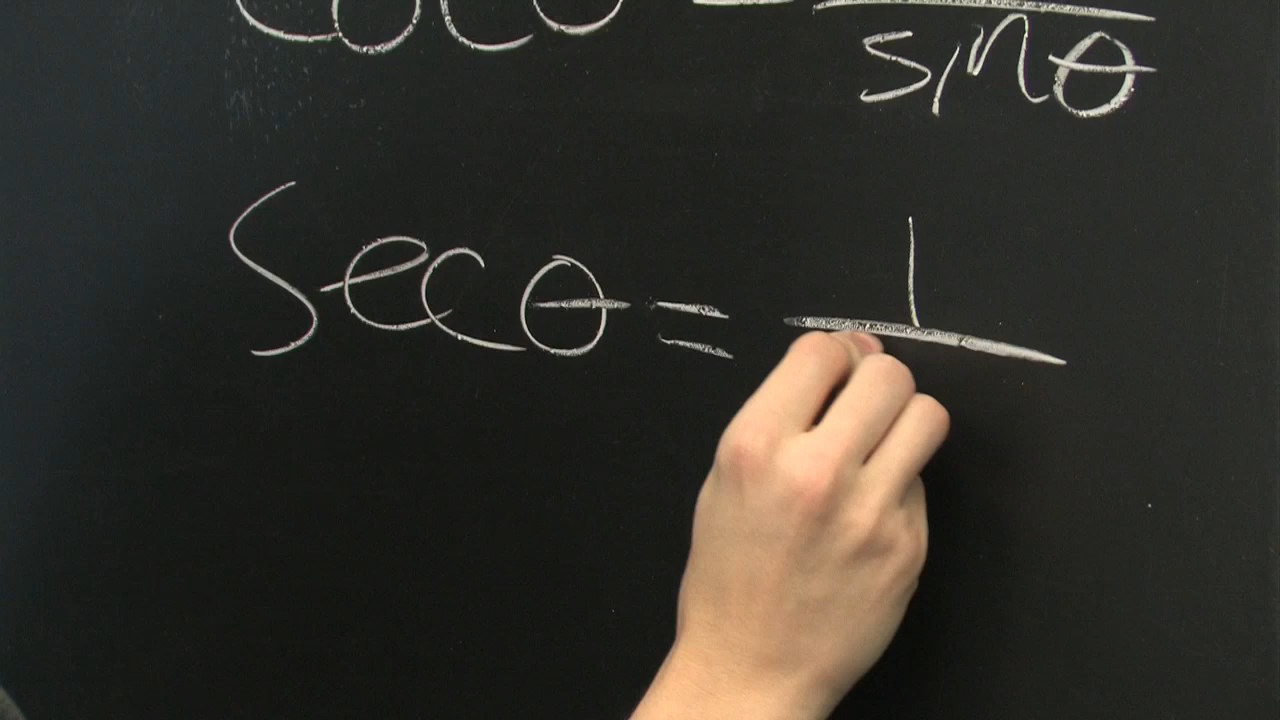 sinθ
secθ = 1